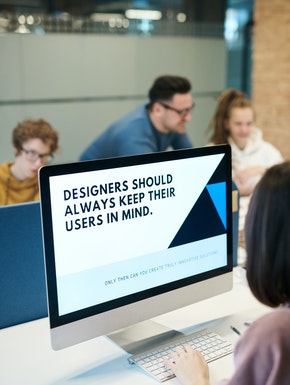 DESIGNERS SHOULD
ALWAYS KEEP THEIR
USERS IN MIND.
ONLY THEN CAN YOU CREATE TRULY INNOVATIVE SOLUTIONS